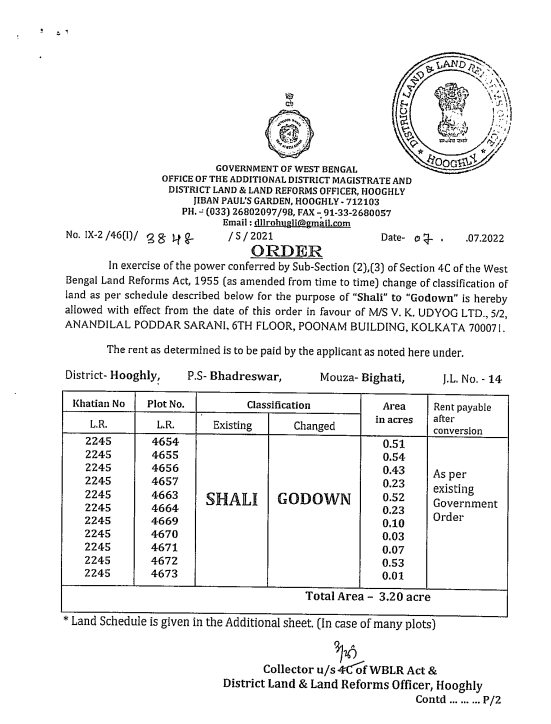 DISTRICT LAND & LAND REFORMS OFFICE
* HOOGHLY *
GOVERNMENT OF WEST BENGAL
OFFICE OF THE ADDITIONAL DISTRICT MAGISTRATE AND
DISTRICT LAND & LAND REFORMS OFFICER, HOOGHLY
JIBAN PAUL'S GARDEN, HOOGHLY - 712103
PH. – (033) 26802097/98, FAX – 91-33-2680057
Email : dllrohugli@gmail.com
No. IX-2 /46(I)/ 3848 /S/2021 Date- 07. .07.2022
ORDER
In exercise of the power conferred by Sub-Section (2),(3) of Section 4C of the West
Bengal Land Reforms Act, 1955 (as amended from time to time) change of classification of
land as per schedule described below for the purpose of "Shali" to "Godown" is hereby
allowed with effect from the date of this order in favour of M/S V. K. UDYOG LTD., 5/2,
ANANDILAL PODDAR SARANI, 6TH FLOOR, POONAM BUILDING, KOLKATA 700071.
The rent as determined is to be paid by the applicant as noted here under.
District- Hooghly, P.S- Bhadreswar, Mouza- Bighati, J.L. No. - 14
Khatian No Plot No. Classification Area in acres Rent payable after conversion
L.R. L.R. Existing Changed
2245 4654 0.51
2245 4655 0.54
2245 4656 0.43
2245 4657 0.23
2245 4663 0.52
2245 4664 0.23
2245 4669 0.10
2245 4670 0.03
2245 4671 0.07
2245 4672 0.53
2245 4673 0.01
SHALI GODOWN
As per
existing
Government
Order
Total Area – 3.20 acre
* Land Schedule is given in the Additional sheet. (In case of many plots)
Collector u/s 4C of WBLR Act &
District Land & Land Reforms Officer, Hooghly
Contd ... ... ... P/2